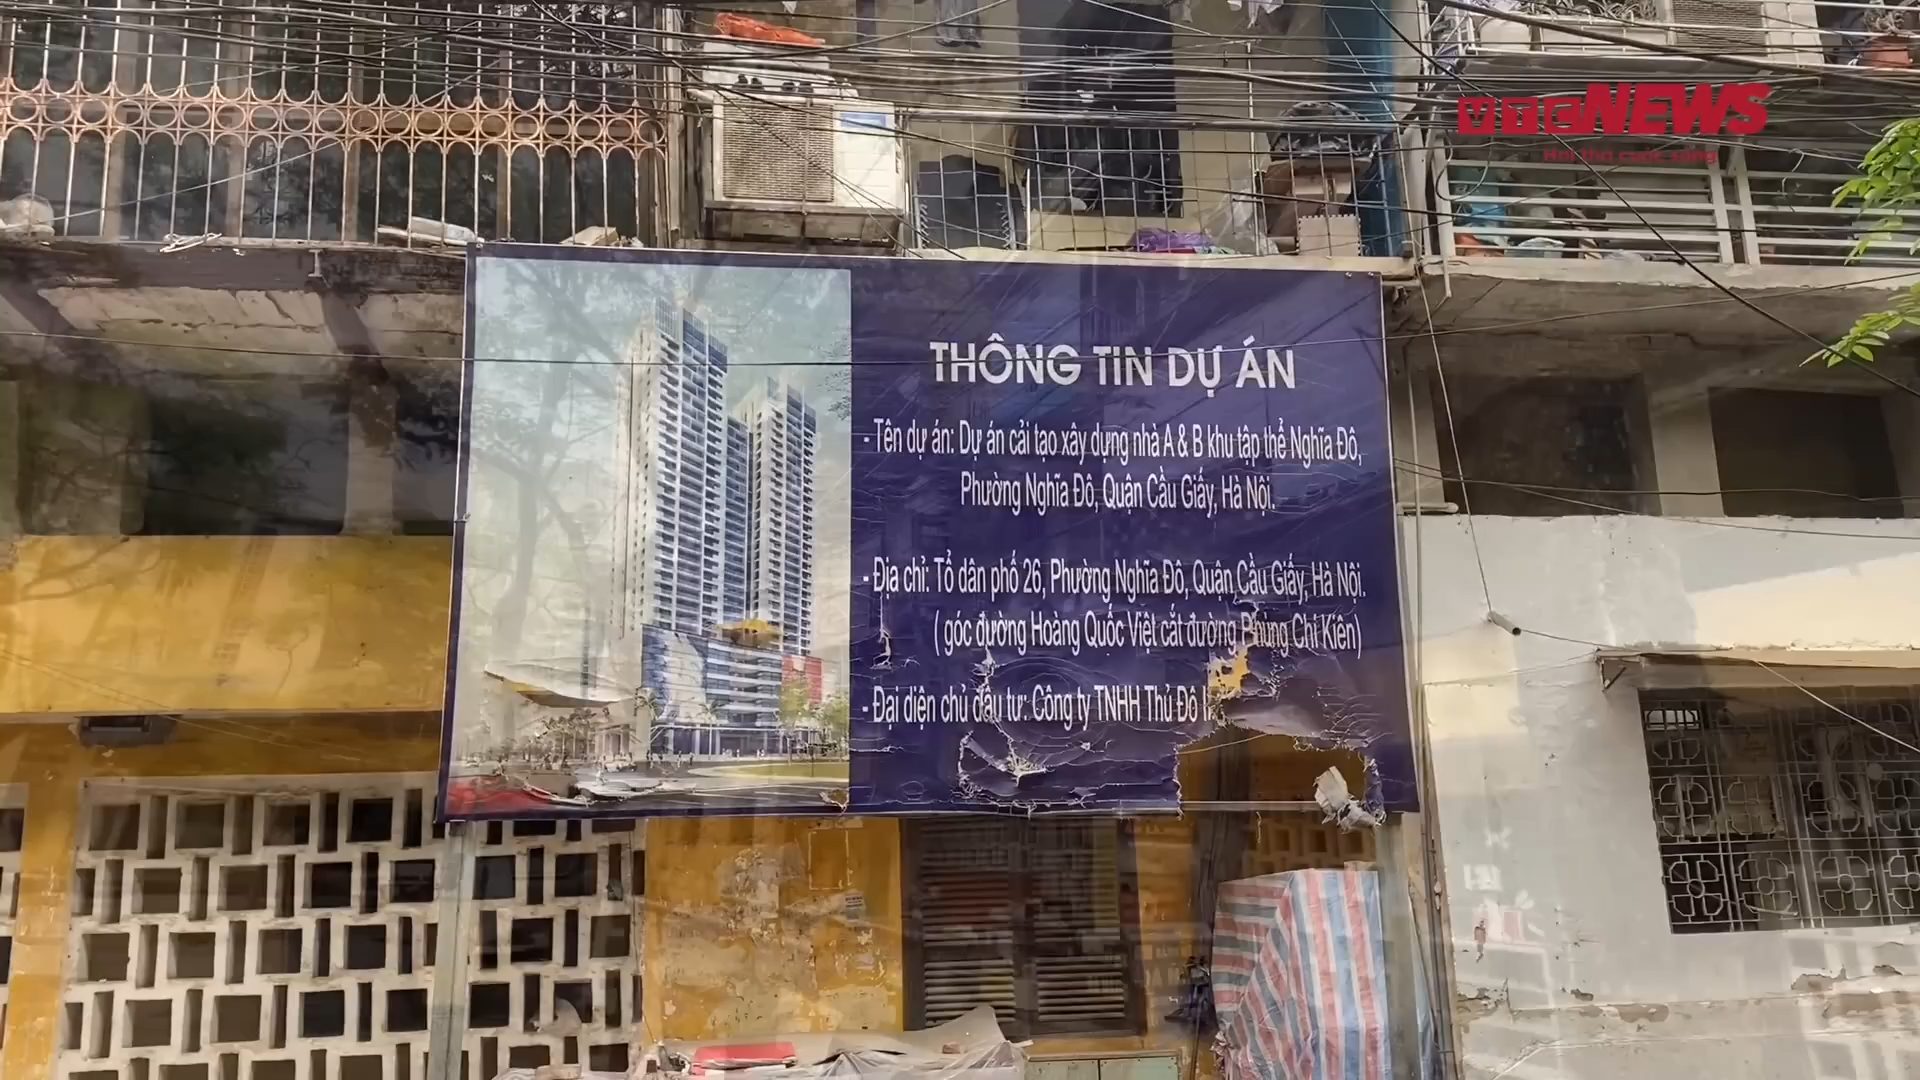 VTC NEWS
THÔNG TIN DỰ ÁN
- Tên dự án: Dự án cải tạo xây dựng nhà A & B khu tập thể Nghĩa Đô,
Phường Nghĩa Đô, Quận Cầu Giấy, Hà Nội.
- Địa chỉ: Tổ dân phố 26, Phường Nghĩa Đô, Quận Cầu Giấy, Hà Nội.
( góc đường Hoàng Quốc Việt cắt đường Phùng Chí Kiên)
- Đại diện chủ đầu tư: Công ty TNHH Thủ Đô